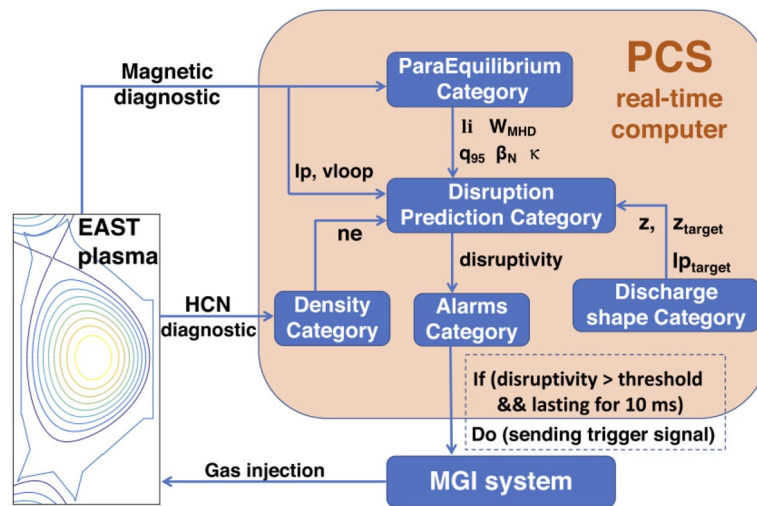 PCS
real-time
computer
Magnetic
diagnostic
ParaEquilibrium
Category
li W_MHD
q_95 β_N κ
Ip, vloop
Disruption
Prediction Category
EAST
plasma
ne
z, z_target
Ip_target
disruptivity
HCN
diagnostic
Density
Category
Alarms
Category
Discharge
shape Category
If (disruptivity > threshold
&& lasting for 10 ms)
Do (sending trigger signal)
Gas injection
MGI system